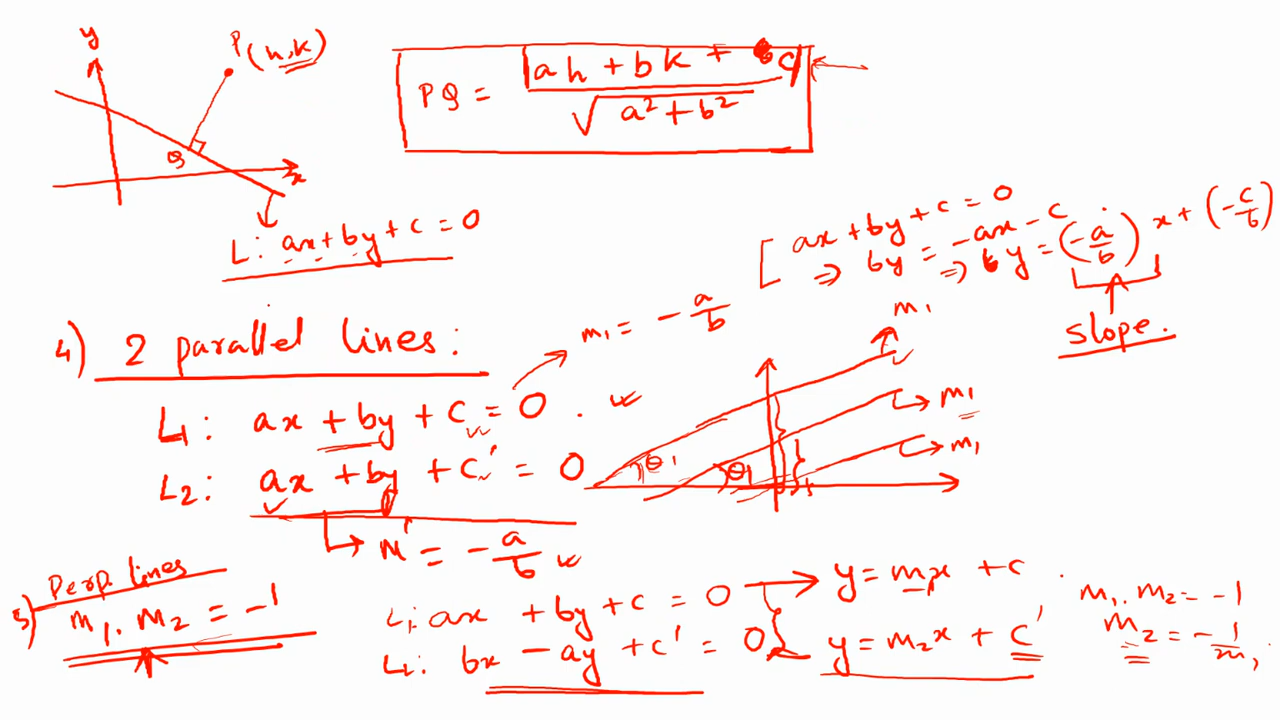 y
P(h,k)
PQ = |ah + bk + c| / √(a² + b²)
Q
x
L: ax + by + c = 0
[ ax + by + c = 0
⇒ by = -ax - c
⇒ y = (-a/b) x + (-c/b)
slope.
4) 2 parallel lines:
m₁ = -a/b
L₁: ax + by + c = 0 .
L₂: ax + by + c' = 0
m' = -a/b
m₁
m₁
m₁
θ₁
θ₁
5) Perp. lines
m₁ . m₂ = -1
L₁: ax + by + c = 0 → y = m₁x + c
L₁: bx - ay + c' = 0 y = m₂x + c'
m₁ . m₂ = -1
m₂ = -1/m₁